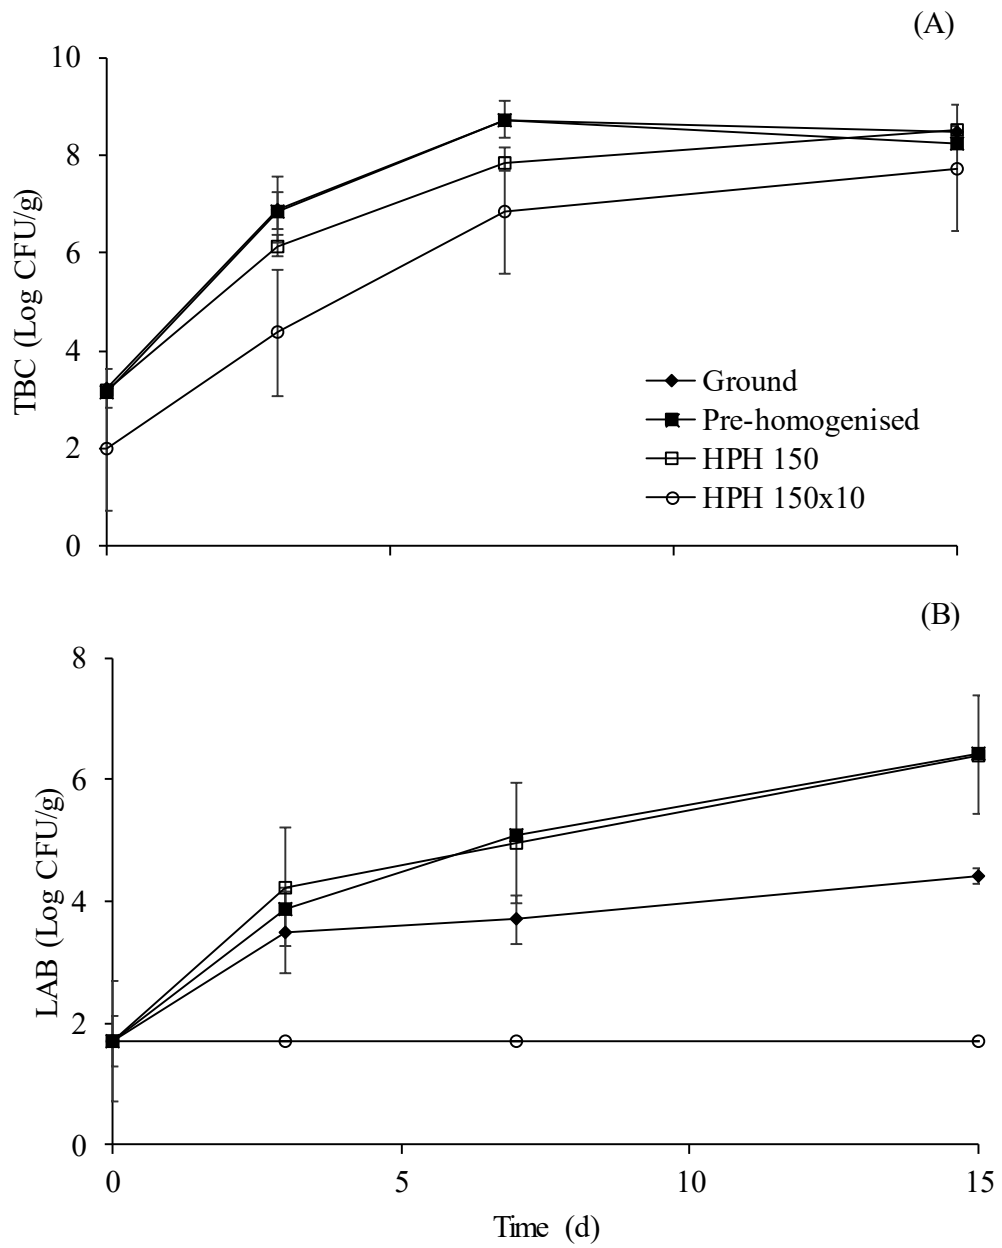 (A)
10
8
6
4
2
0
TBC (Log CFU/g)
Ground
Pre-homogenised
HPH 150
HPH 150x10
(B)
8
6
4
2
0
LAB (Log CFU/g)
0 5 10 15
Time (d)